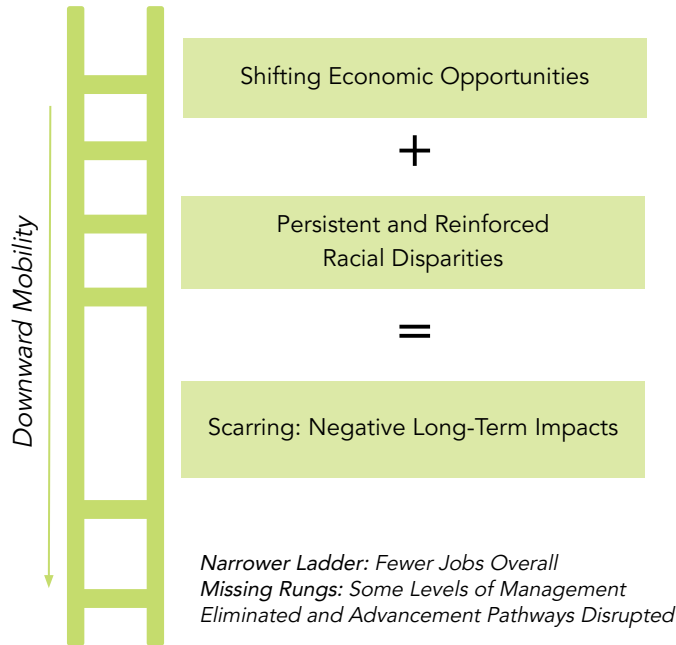 Downward Mobility
Shifting Economic Opportunities
+
Persistent and Reinforced
Racial Disparities
=
Scarring: Negative Long-Term Impacts
Narrower Ladder: Fewer Jobs Overall
Missing Rungs: Some Levels of Management
Eliminated and Advancement Pathways Disrupted